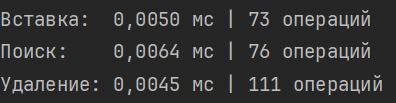 Вставка: 0,0050 мс | 73 операций
Поиск: 0,0064 мс | 76 операций
Удаление: 0,0045 мс | 111 операций